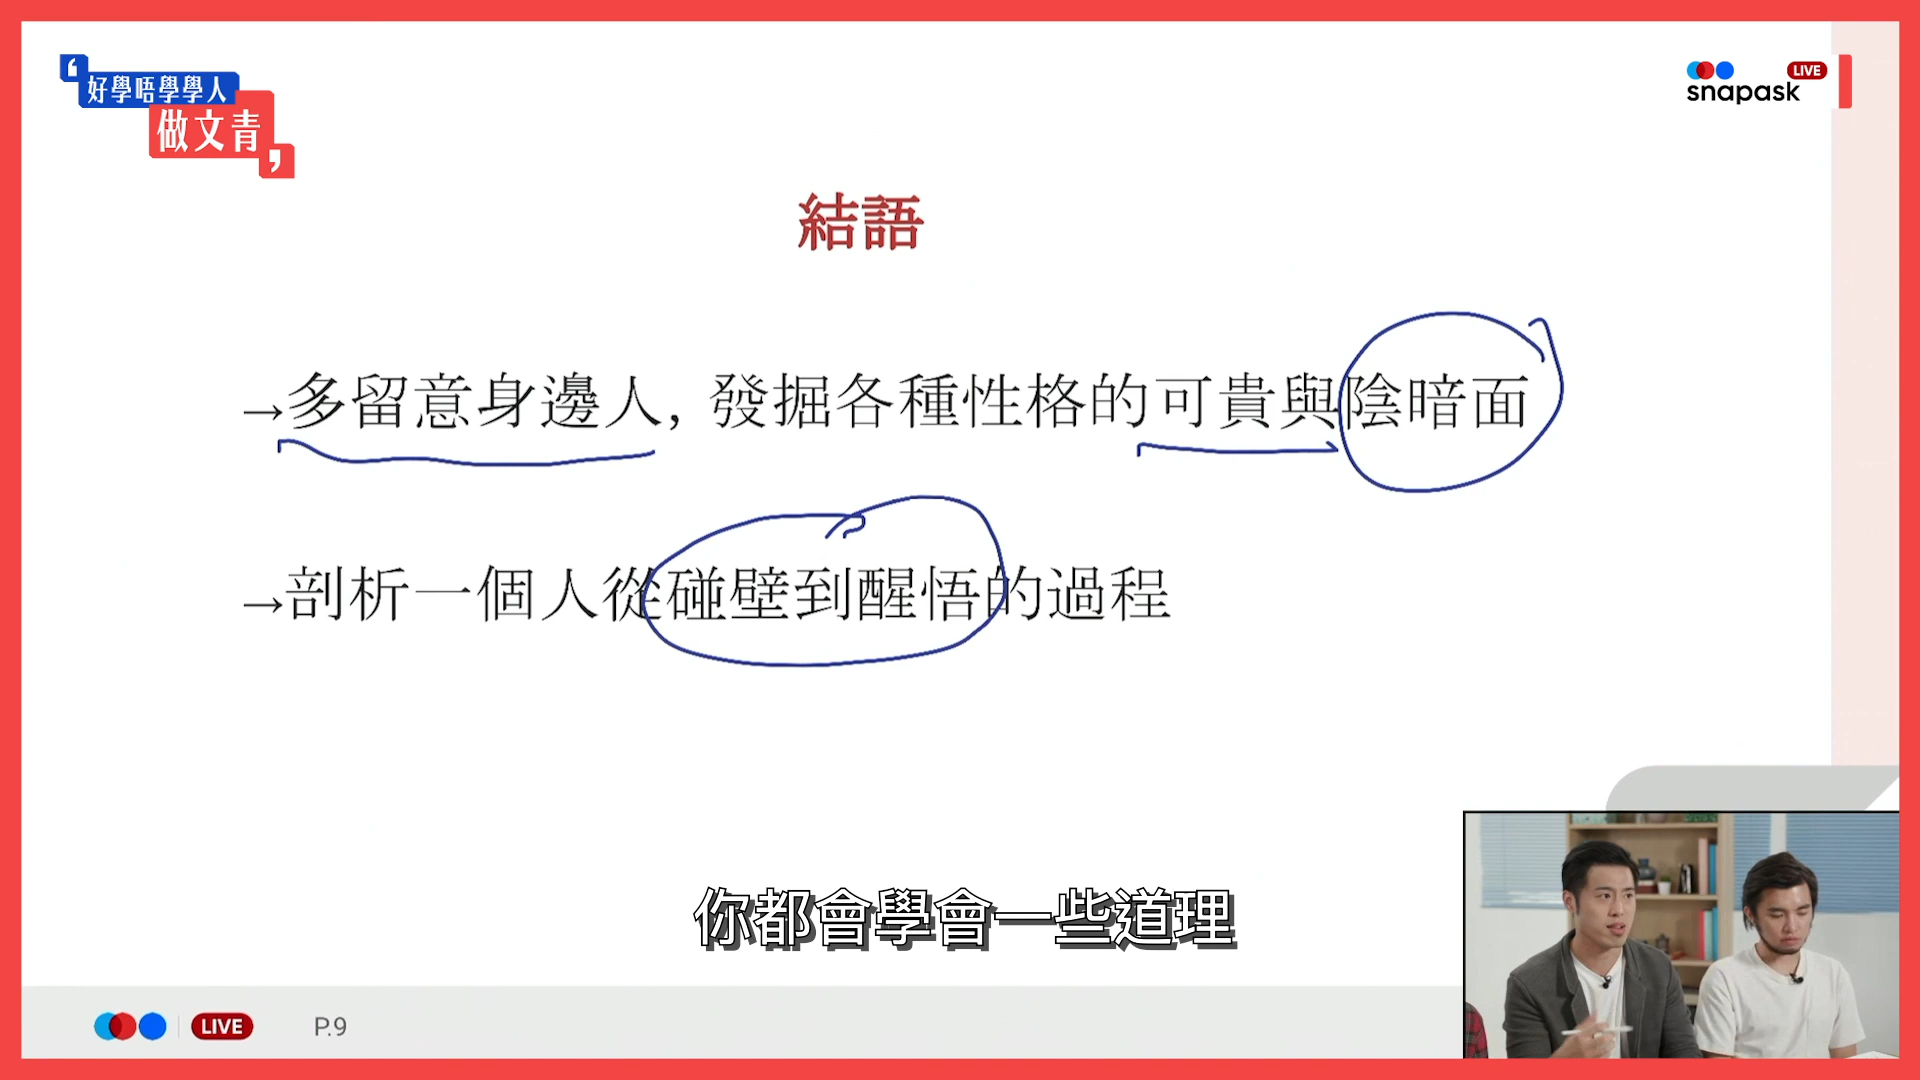 好學唔學學人
做文青
LIVE
snapask
結語
→多留意身邊人, 發掘各種性格的可貴與陰暗面
→剖析一個人從碰壁到醒悟的過程
你都會學會一些道理
LIVE
P.9